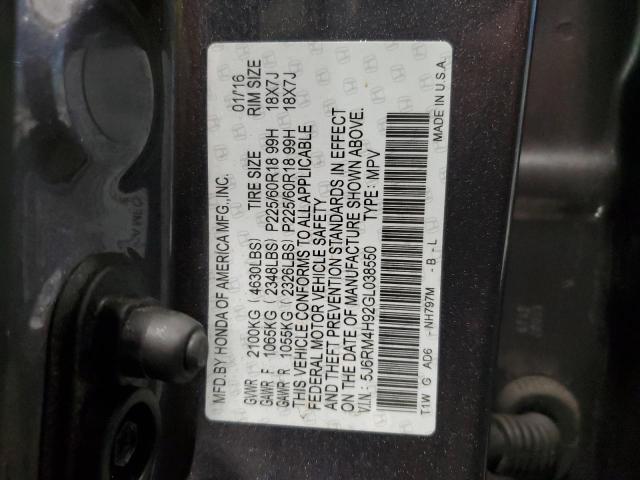 MFD. BY HONDA OF AMERICA MFG., INC. 01/16
GVWR 2100KG ( 4630LBS) TIRE SIZE RIM SIZE
GAWR F 1065KG ( 2348LBS) P225/60R18 99H 18X7J
GAWR R 1055KG ( 2326LBS) P225/60R18 99H 18X7J
THIS VEHICLE CONFORMS TO ALL APPLICABLE
FEDERAL MOTOR VEHICLE SAFETY
AND THEFT PREVENTION STANDARDS IN EFFECT
ON THE DATE OF MANUFACTURE SHOWN ABOVE.
V.I.N.: 5J6RM4H92GL038550 TYPE: MPV
T1W G AD6 -NH797M - B - L MADE IN U.S.A.